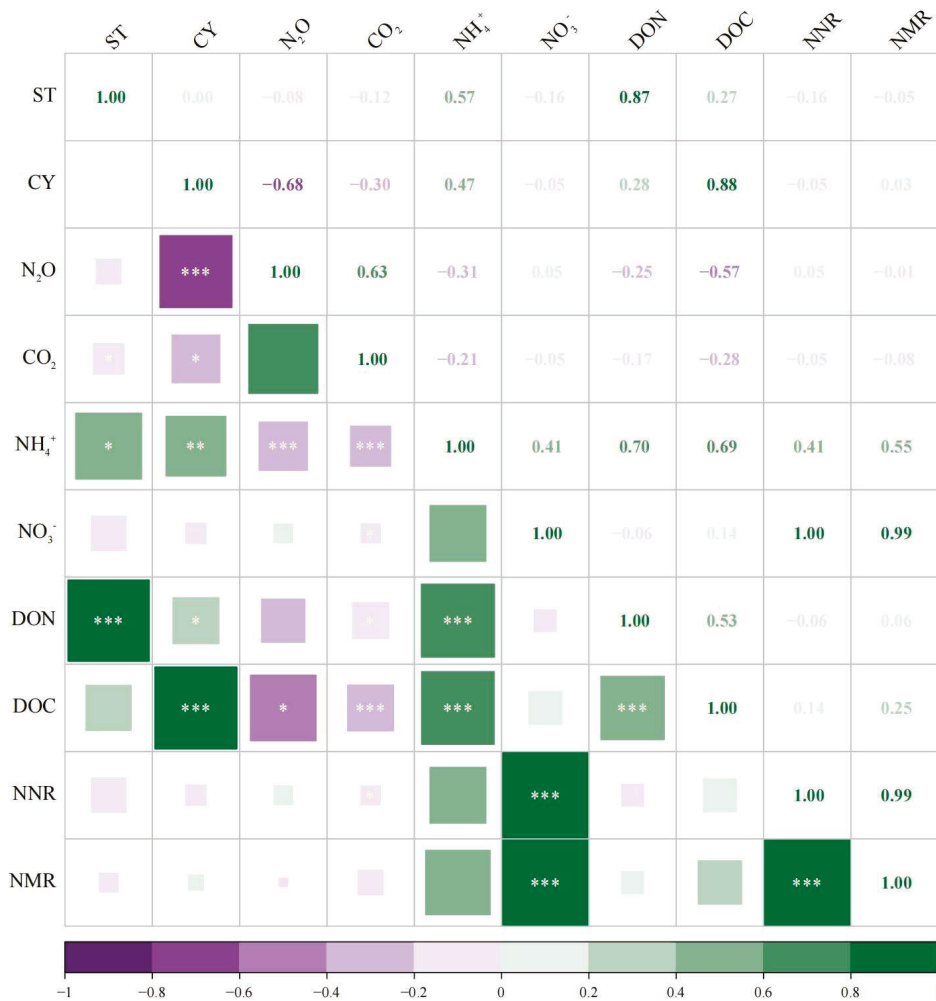 ST CY N₂O CO₂ NH₄⁺ NO₃⁻ DON DOC NNR NMR
ST 1.00 0.00 −0.08 −0.12 0.57 −0.16 0.87 0.27 −0.16 −0.05
CY 1.00 −0.68 −0.30 0.47 −0.05 0.28 0.88 −0.05 0.03
N₂O *** 1.00 0.63 −0.31 0.05 −0.25 −0.57 0.05 −0.01
CO₂ * * 1.00 −0.21 −0.05 −0.17 −0.28 −0.05 −0.08
NH₄⁺ * ** *** *** 1.00 0.41 0.70 0.69 0.41 0.55
NO₃⁻ * 1.00 −0.06 0.14 1.00 0.99
DON *** * * *** 1.00 0.53 −0.06 0.06
DOC *** * *** *** *** 1.00 0.14 0.25
NNR * *** 1.00 0.99
NMR *** *** 1.00
−1 −0.8 −0.6 −0.4 −0.2 0 0.2 0.4 0.6 0.8